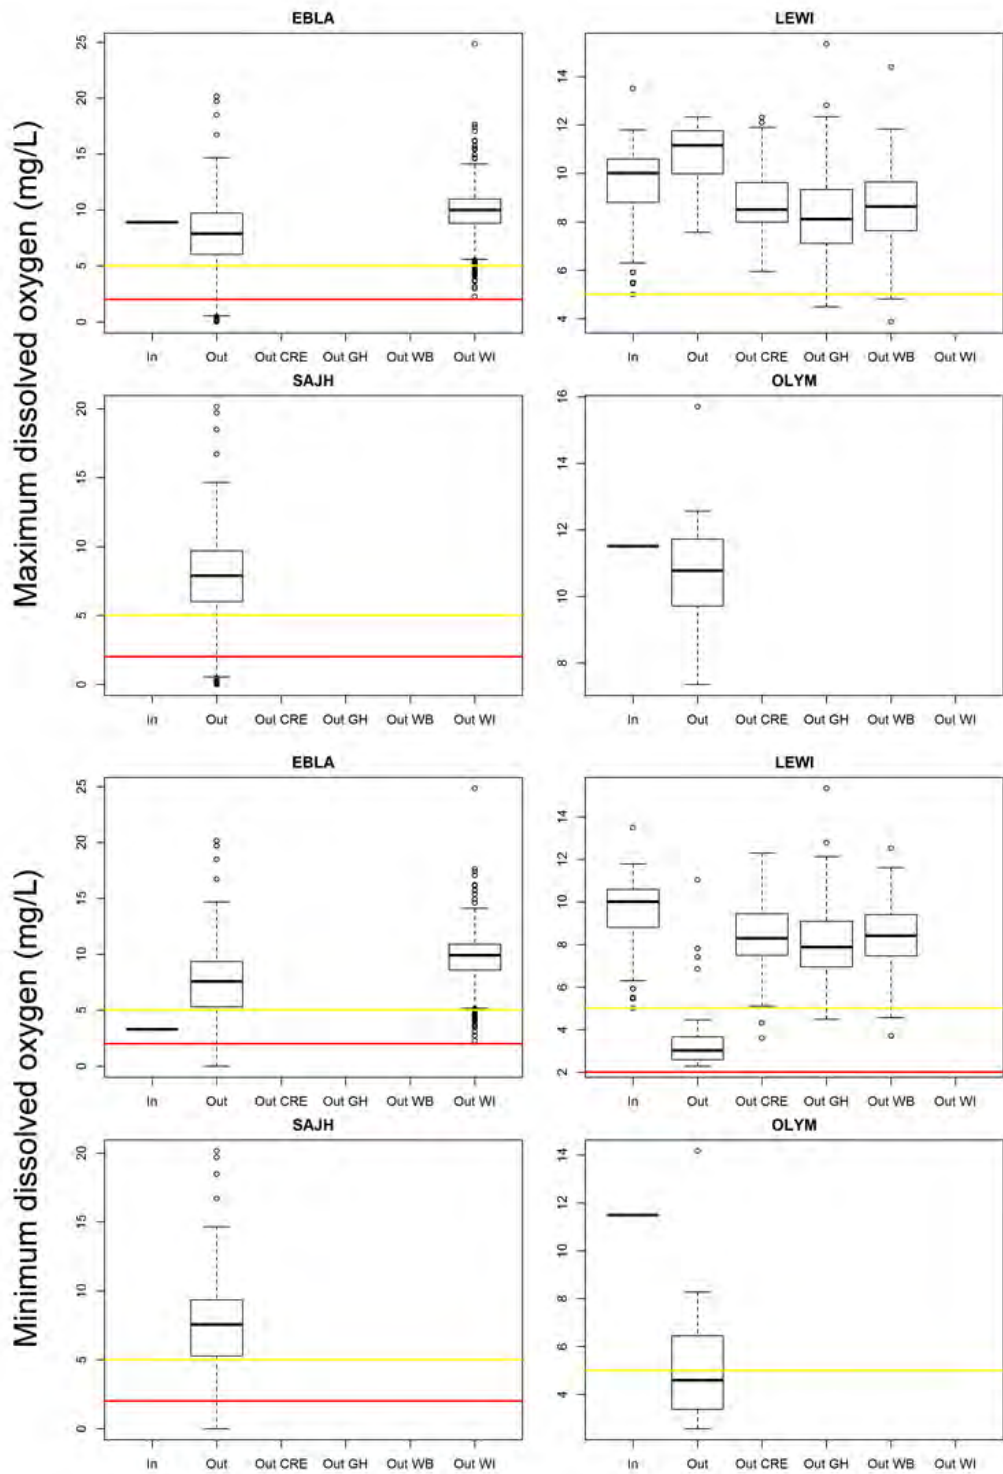 Maximum dissolved oxygen (mg/L)
EBLA
25
20
15
10
5
0
In Out Out CRE Out GH Out WB Out WI
LEWI
14
12
10
8
6
4
In Out Out CRE Out GH Out WB Out WI
SAJH
20
15
10
5
0
In Out Out CRE Out GH Out WB Out WI
OLYM
16
14
12
10
8
In Out Out CRE Out GH Out WB Out WI
Minimum dissolved oxygen (mg/L)
EBLA
25
20
15
10
5
0
In Out Out CRE Out GH Out WB Out WI
LEWI
14
12
10
8
6
4
2
In Out Out CRE Out GH Out WB Out WI
SAJH
20
15
10
5
0
In Out Out CRE Out GH Out WB Out WI
OLYM
14
12
10
8
6
4
In Out Out CRE Out GH Out WB Out WI